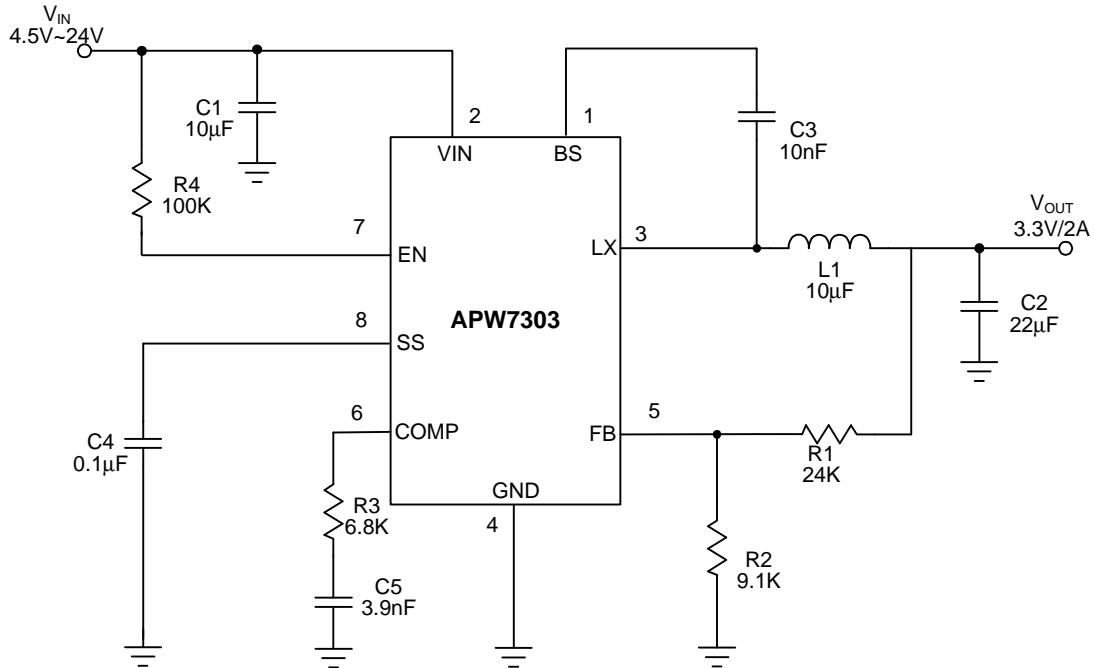 VIN
4.5V~24V
C1
10μF
2
1
C3
10nF
VIN
BS
R4
100K
VOUT
3.3V/2A
7
3
EN
LX
L1
10μF
C2
22μF
APW7303
8
SS
6
5
COMP
FB
C4
0.1μF
R1
24K
GND
R3
6.8K
4
R2
9.1K
C5
3.9nF